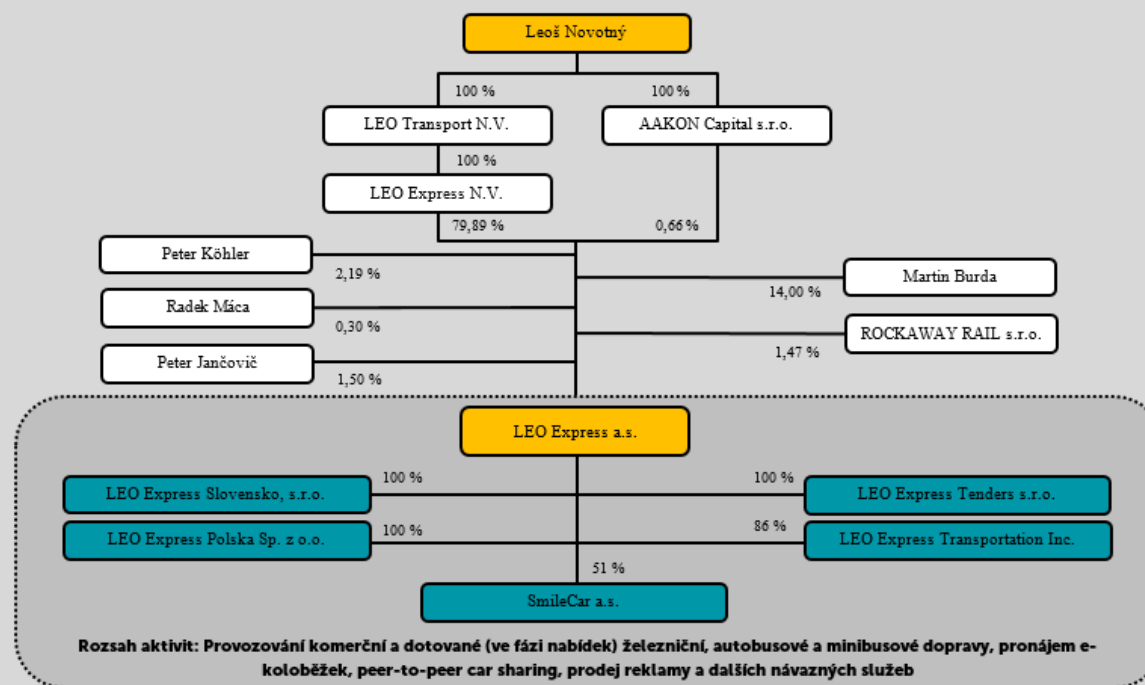 Leoš Novotný
100 %
100 %
LEO Transport N.V.
AAKON Capital s.r.o.
100 %
LEO Express N.V.
79,89 %
0,66 %
Peter Köhler
2,19 %
Martin Burda
14,00 %
Radek Máca
0,30 %
ROCKAWAY RAIL s.r.o.
1,47 %
Peter Jančovič
1,50 %
LEO Express a.s.
100 %
100 %
LEO Express Slovensko, s.r.o.
LEO Express Tenders s.r.o.
100 %
86 %
LEO Express Polska Sp. z o.o.
LEO Express Transportation Inc.
51 %
SmileCar a.s.
Rozsah aktivit: Provozování komerční a dotované (ve fázi nabídek) železniční, autobusové a minibusové dopravy, pronájem e-
koloběžek, peer-to-peer car sharing, prodej reklamy a dalších návazných služeb